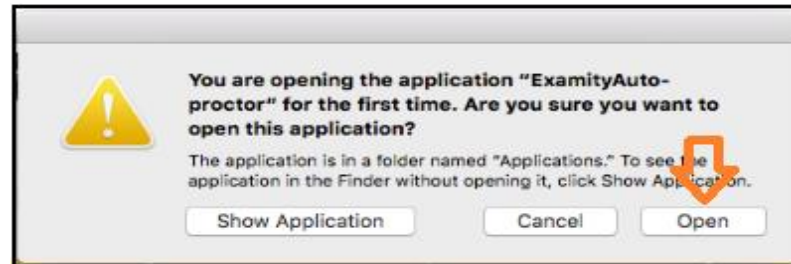 You are opening the application “ExamityAuto-
proctor” for the first time. Are you sure you want to
open this application?
The application is in a folder named “Applications.” To see the
application in the Finder without opening it, click Show Application.
Show Application Cancel Open